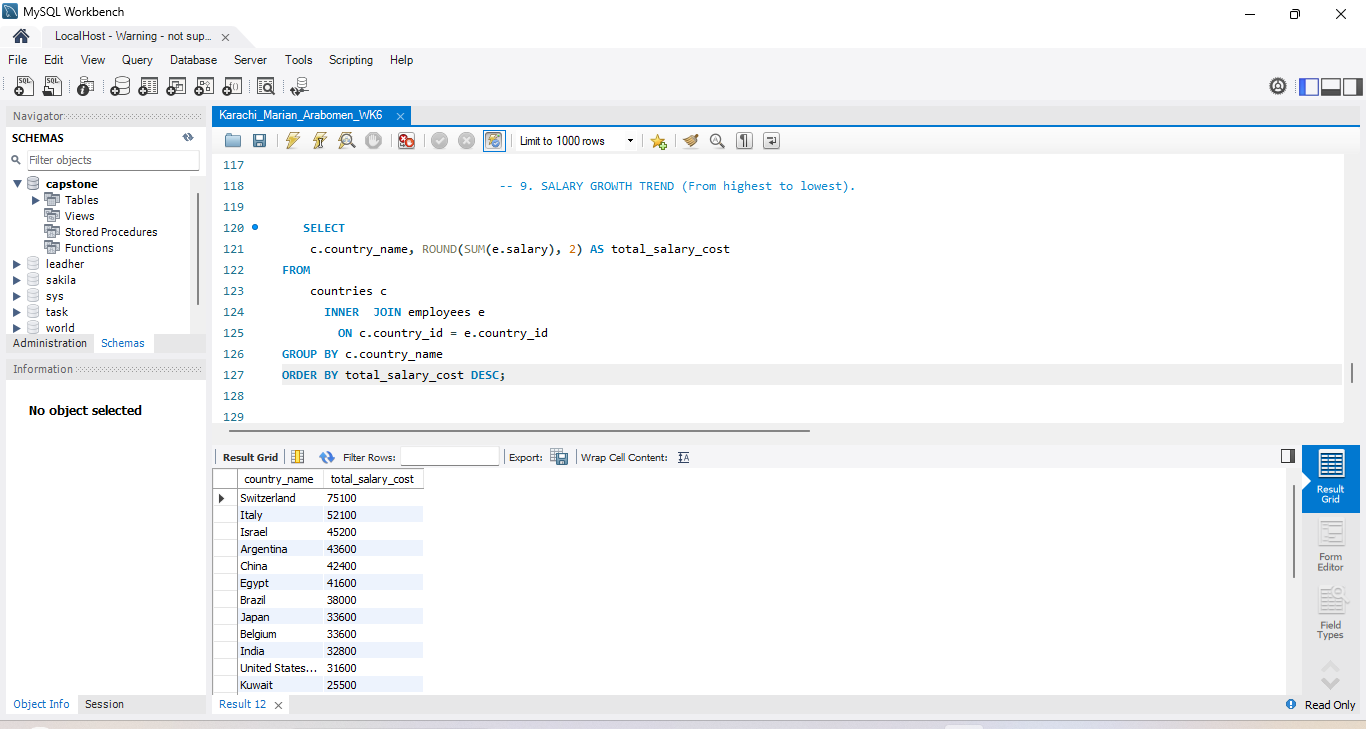 MySQL Workbench
LocalHost - Warning - not sup...
File Edit View Query Database Server Tools Scripting Help
Navigator
SCHEMAS
Filter objects
capstone
Tables
Views
Stored Procedures
Functions
leadher
sakila
sys
task
world
Administration Schemas
Information
No object selected
Object Info Session
Karachi_Marian_Arabomen_WK6
Limit to 1000 rows
117
118 -- 9. SALARY GROWTH TREND (From highest to lowest).
119
120 SELECT
121 c.country_name, ROUND(SUM(e.salary), 2) AS total_salary_cost
122 FROM
123 countries c
124 INNER JOIN employees e
125 ON c.country_id = e.country_id
126 GROUP BY c.country_name
127 ORDER BY total_salary_cost DESC;
128
129
Result Grid Filter Rows: Export: Wrap Cell Content:
country_name total_salary_cost
Switzerland 75100
Italy 52100
Israel 45200
Argentina 43600
China 42400
Egypt 41600
Brazil 38000
Japan 33600
Belgium 33600
India 32800
United States... 31600
Kuwait 25500
Result
Grid
Form
Editor
Field
Types
Result 12
Read Only